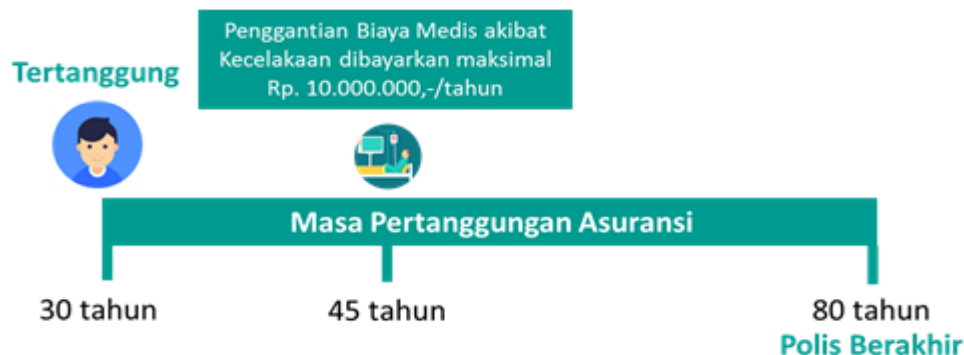 Penggantian Biaya Medis akibat
Kecelakaan dibayarkan maksimal
Rp. 10.000.000,-/tahun
Tertanggung
Masa Pertanggungan Asuransi
30 tahun
45 tahun
80 tahun
Polis Berakhir